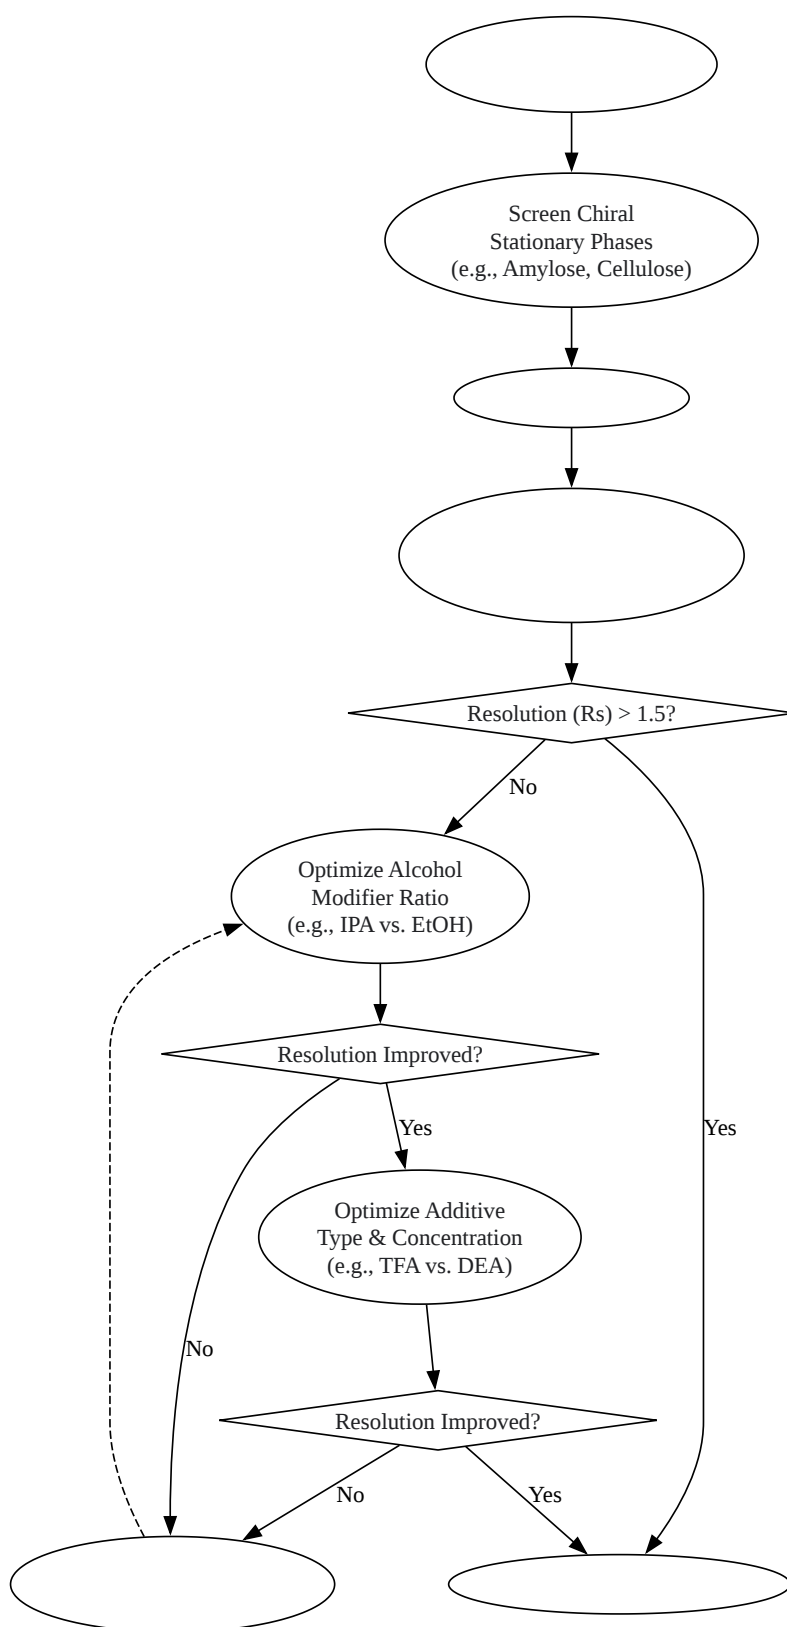 Screen Chiral
Stationary Phases
(e.g., Amylose, Cellulose)
Resolution (Rs) > 1.5?
No
Optimize Alcohol
Modifier Ratio
(e.g., IPA vs. EtOH)
Resolution Improved?
Yes
Yes
Optimize Additive
Type & Concentration
(e.g., TFA vs. DEA)
No
Resolution Improved?
No
Yes